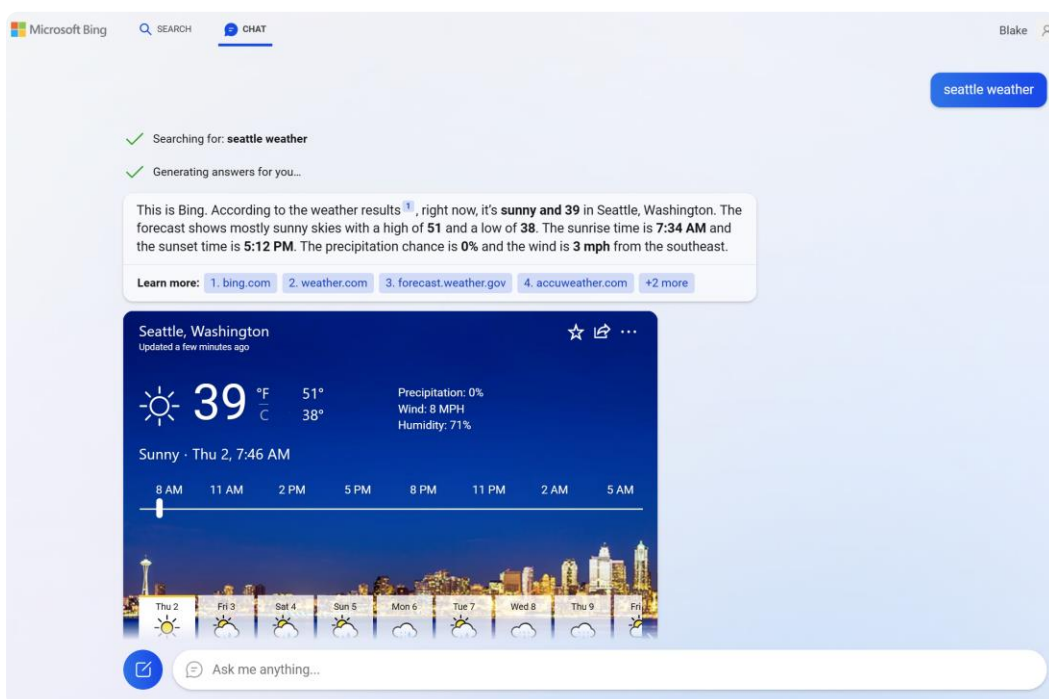 Microsoft Bing
SEARCH
CHAT
Blake
seattle weather
Searching for: seattle weather
Generating answers for you...
This is Bing. According to the weather results 1 , right now, it's sunny and 39 in Seattle, Washington. The
forecast shows mostly sunny skies with a high of 51 and a low of 38. The sunrise time is 7:34 AM and
the sunset time is 5:12 PM. The precipitation chance is 0% and the wind is 3 mph from the southeast.
Learn more: 1. bing.com 2. weather.com 3. forecast.weather.gov 4. accuweather.com +2 more
Seattle, Washington
Updated a few minutes ago
39 °F 51°
C 38°
Precipitation: 0%
Wind: 8 MPH
Humidity: 71%
Sunny · Thu 2, 7:46 AM
8 AM 11 AM 2 PM 5 PM 8 PM 11 PM 2 AM 5 AM
Thu 2 Fri 3 Sat 4 Sun 5 Mon 6 Tue 7 Wed 8 Thu 9 Fri
Ask me anything...